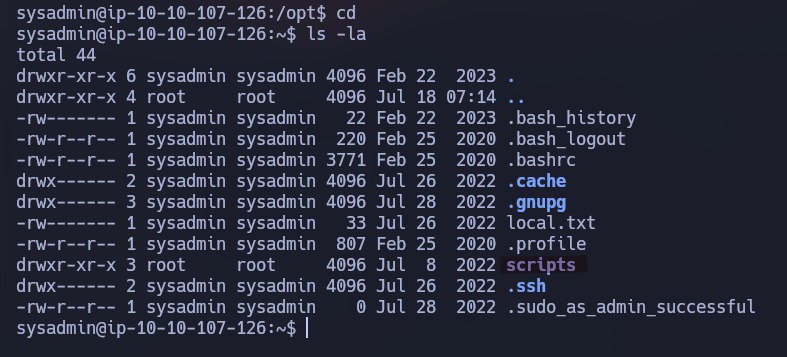 sysadmin@ip-10-10-107-126:/opt$ cd
sysadmin@ip-10-10-107-126:~$ ls -la
total 44
drwxr-xr-x 6 sysadmin sysadmin 4096 Feb 22  2023 .
drwxr-xr-x 4 root     root     4096 Jul 18 07:14 ..
-rw------- 1 sysadmin sysadmin   22 Feb 22  2023 .bash_history
-rw-r--r-- 1 sysadmin sysadmin  220 Feb 25  2020 .bash_logout
-rw-r--r-- 1 sysadmin sysadmin 3771 Feb 25  2020 .bashrc
drwx------ 2 sysadmin sysadmin 4096 Jul 26  2022 .cache
drwx------ 3 sysadmin sysadmin 4096 Jul 28  2022 .gnupg
-rw------- 1 sysadmin sysadmin   33 Jul 26  2022 local.txt
-rw-r--r-- 1 sysadmin sysadmin  807 Feb 25  2020 .profile
drwxr-xr-x 3 root     root     4096 Jul  8  2022 scripts
drwx------ 2 sysadmin sysadmin 4096 Jul 26  2022 .ssh
-rw-r--r-- 1 sysadmin sysadmin    0 Jul 28  2022 .sudo_as_admin_successful
sysadmin@ip-10-10-107-126:~$